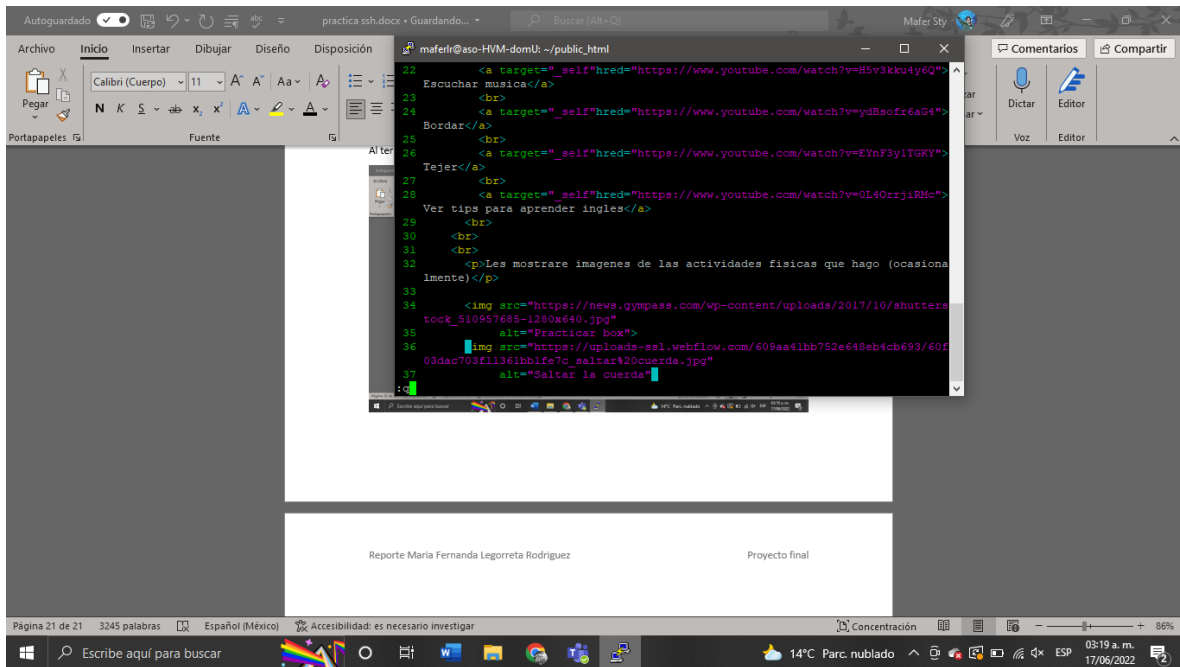 Autoguardado
practica ssh.docx • Guardando...
Buscar (Alt+Q)
Mafer Sty
Archivo Inicio Insertar Dibujar Diseño Disposición
Comentarios Compartir
Pegar
Portapapeles
Calibri (Cuerpo) 11
N K S ab x, x²
Fuente
Dictar
Voz
Editor
Editor
Al ter
maferlr@aso-HVM-domU: ~/public_html
22 <a target="_self"hred="https://www.youtube.com/watch?v=H5v3kku4y6Q">
Escuchar musica</a>
23 <br>
24 <a target="_self"hred="https://www.youtube.com/watch?v=ydBsofr6aG4">
Bordar</a>
25 <br>
26 <a target="_self"hred="https://www.youtube.com/watch?v=EYnF3ylTGKY">
Tejer</a>
27 <br>
28 <a target="_self"hred="https://www.youtube.com/watch?v=0L4OrrjiRMc">
Ver tips para aprender ingles</a>
29 <br>
30 <br>
31 <br>
32 <p>Les mostrare imagenes de las actividades fisicas que hago (ocasiona
lmente)</p>
33
34 <img src="https://news.gympass.com/wp-content/uploads/2017/10/shutters
tock_510957685-1280x640.jpg"
35 alt="Practicar box">
36 img src="https://uploads-ssl.webflow.com/609aa41bb752e648eb4cb693/60f
03dac703f11361bb1fe7c_saltar%20cuerda.jpg"
37 alt="Saltar la cuerda"
:q
Reporte Maria Fernanda Legorreta Rodriguez Proyecto final
Página 21 de 21 3245 palabras Español (México) Accesibilidad: es necesario investigar Concentración 86%
Escribe aquí para buscar
14°C Parc. nublado ESP
03:19 a. m.
17/06/2022